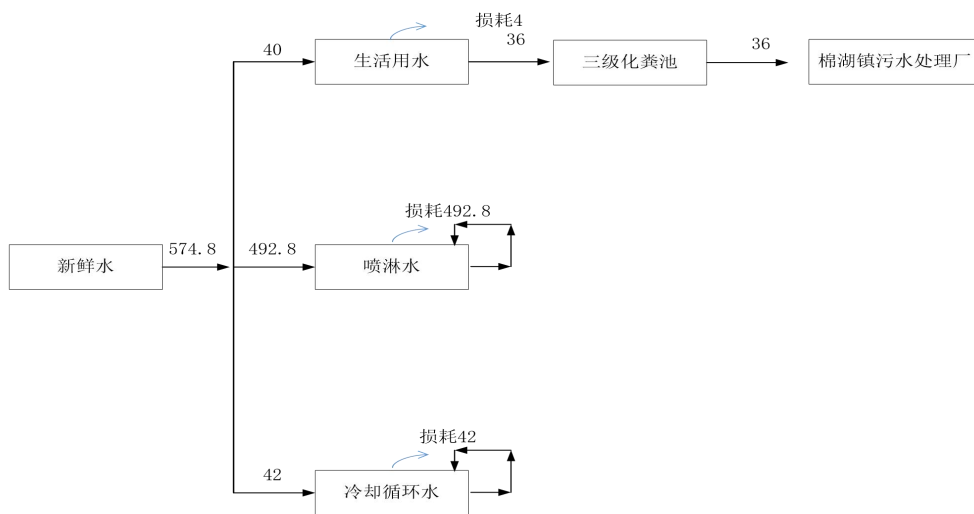 损耗4
40
36
36
生活用水
三级化粪池
棉湖镇污水处理厂
损耗492.8
574.8
492.8
新鲜水
喷淋水
损耗42
42
冷却循环水